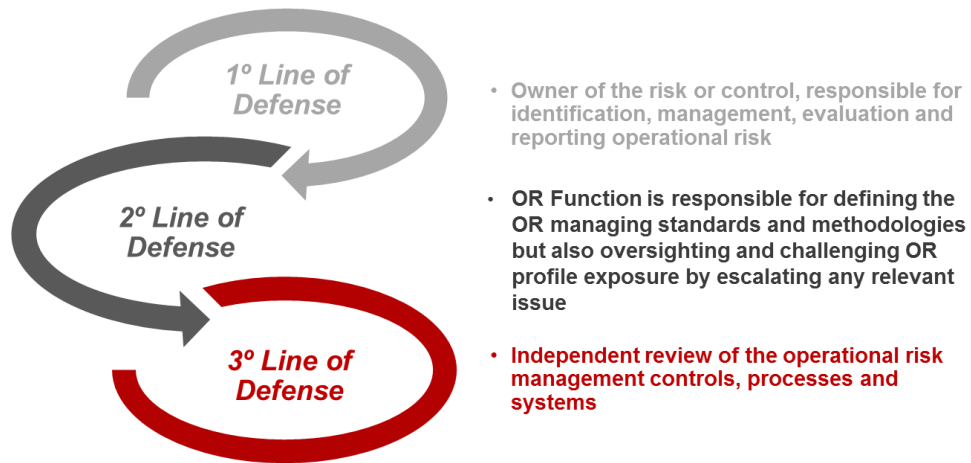 1º Line of
Defense
• Owner of the risk or control, responsible for
identification, management, evaluation and
reporting operational risk
2º Line of
Defense
• OR Function is responsible for defining the
OR managing standards and methodologies
but also oversighting and challenging OR
profile exposure by escalating any relevant
issue
3º Line of
Defense
• Independent review of the operational risk
management controls, processes and
systems